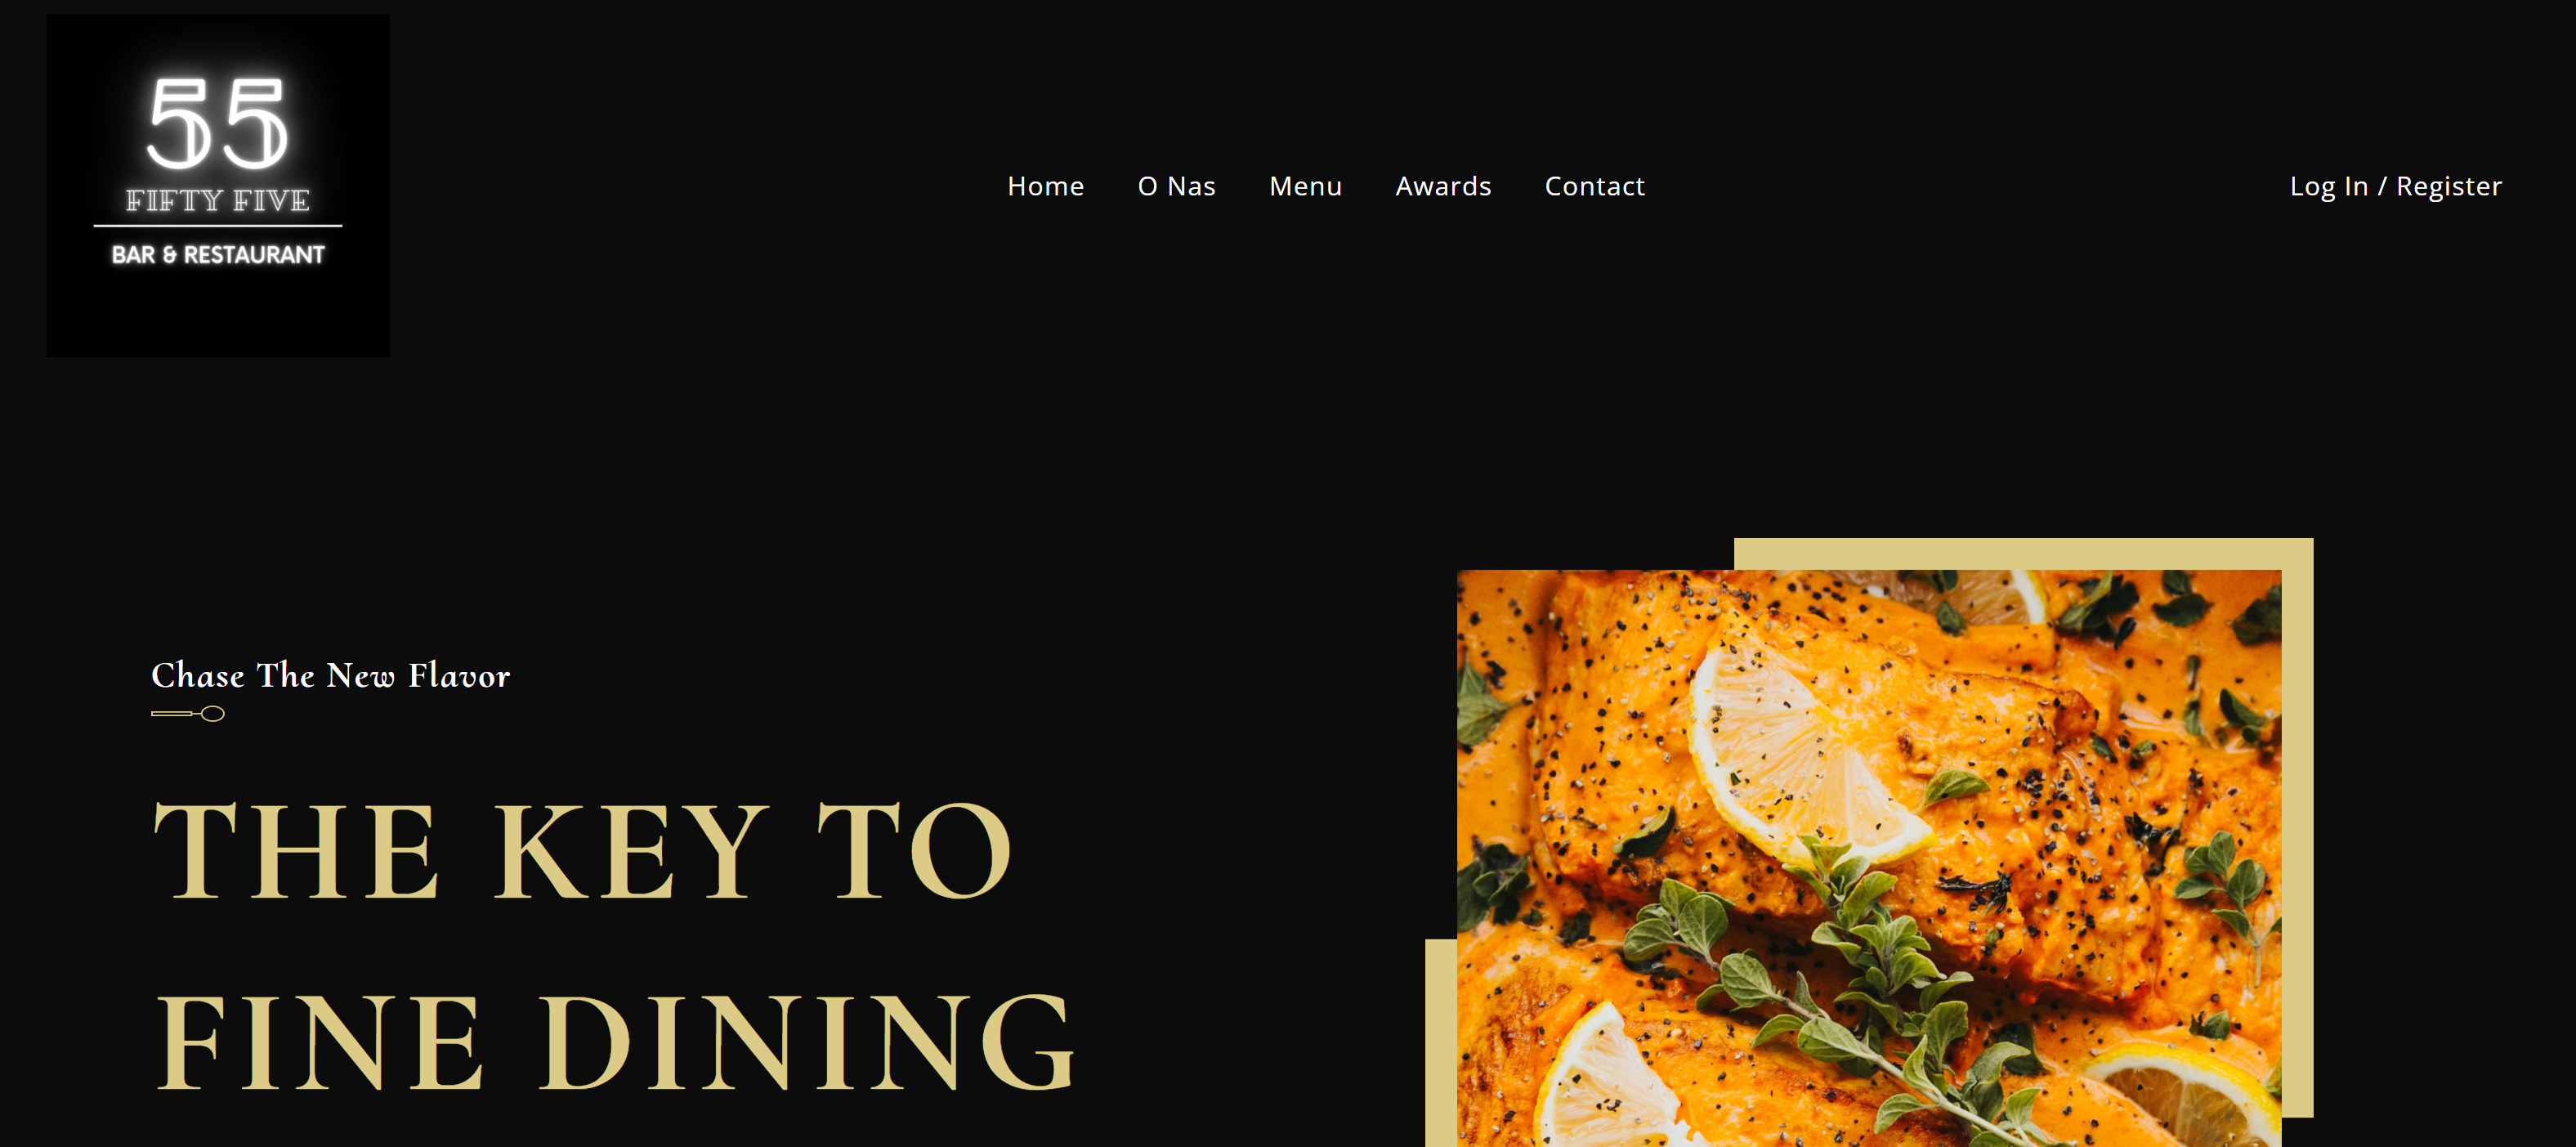 55
FIFTY FIVE
BAR & RESTAURANT
Home O Nas Menu Awards Contact
Log In / Register
Chase The New Flavor
THE KEY TO
FINE DINING